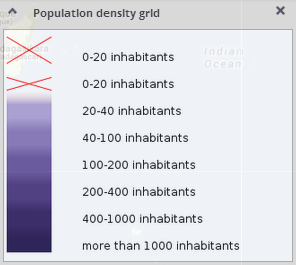 Population density grid
Indian
Ocean
0-20 inhabitants
0-20 inhabitants
20-40 inhabitants
40-100 inhabitants
100-200 inhabitants
200-400 inhabitants
400-1000 inhabitants
more than 1000 inhabitants